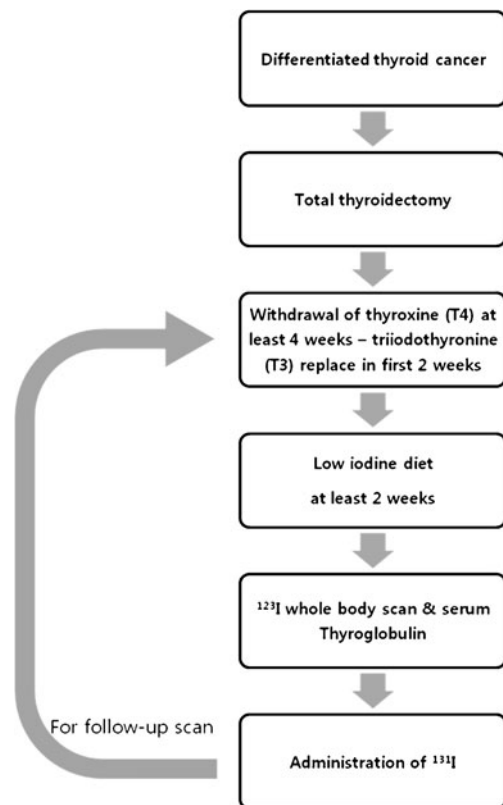 Differentiated thyroid cancer
Total thyroidectomy
Withdrawal of thyroxine (T4) at
least 4 weeks – triiodothyronine
(T3) replace in first 2 weeks
Low iodine diet
at least 2 weeks
¹²³I whole body scan & serum
Thyroglobulin
For follow-up scan
Administration of ¹³¹I